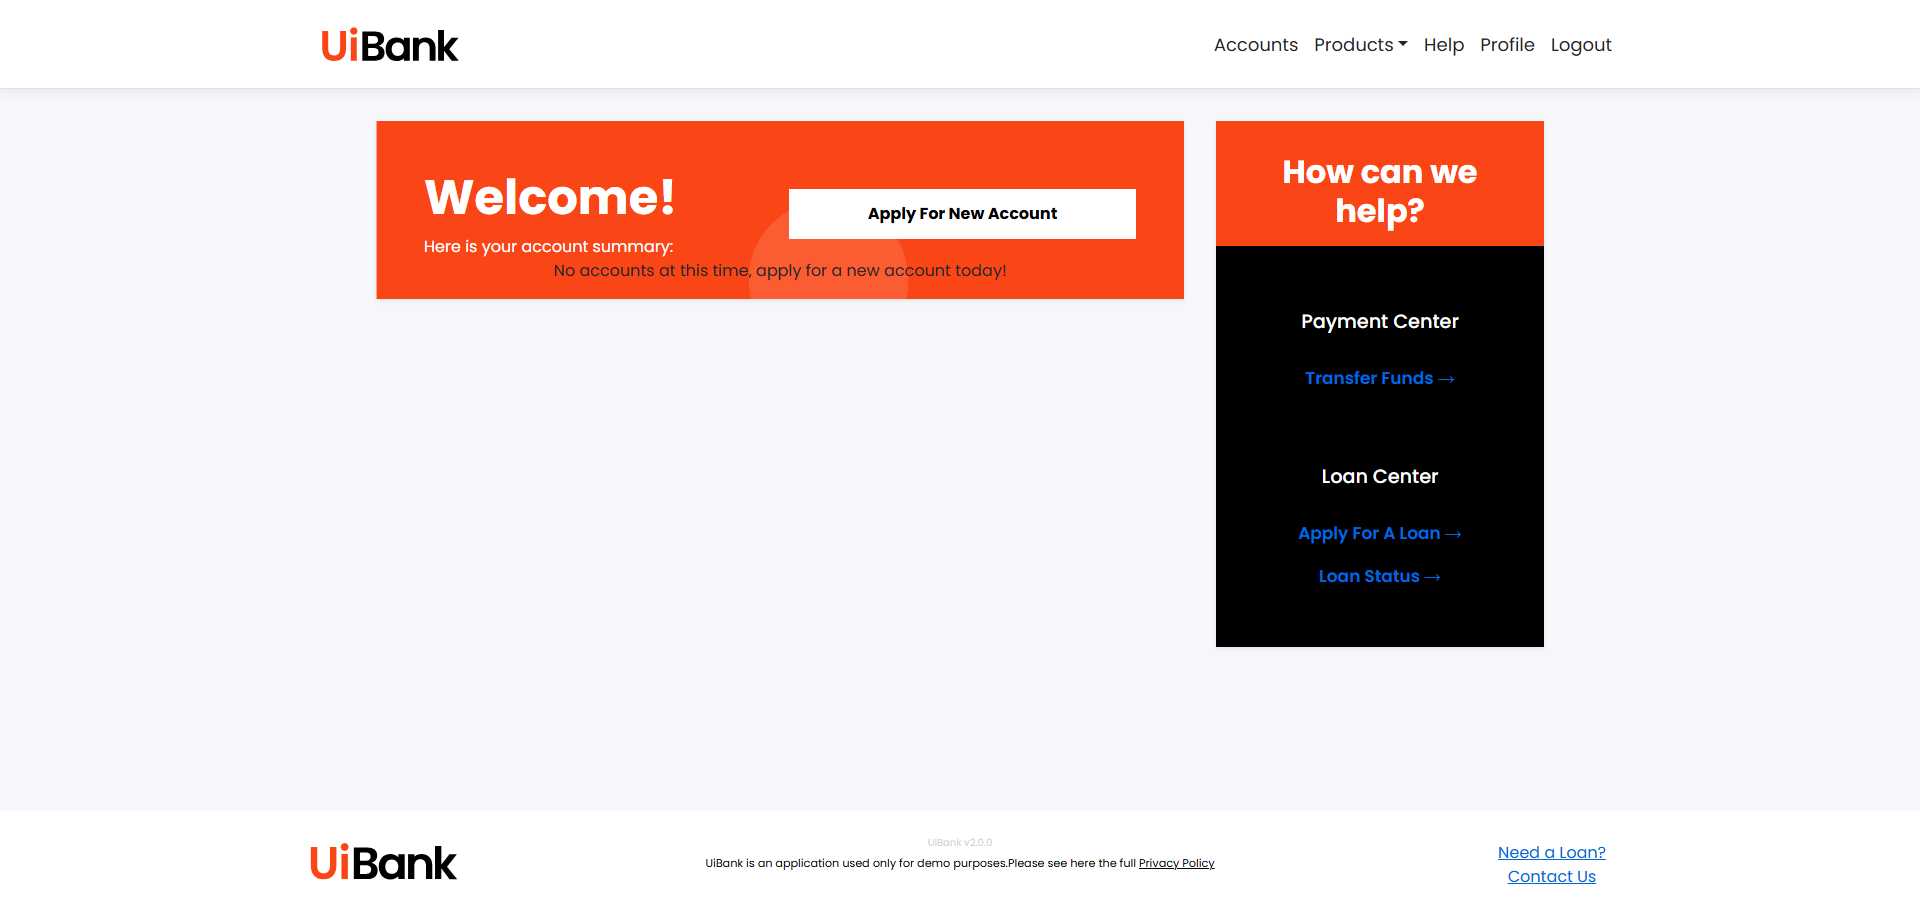 UiBank
Accounts Products Help Profile Logout
Welcome!
Apply For New Account
Here is your account summary:
No accounts at this time, apply for a new account today!
How can we
help?
Payment Center
Transfer Funds →
Loan Center
Apply For A Loan →
Loan Status →
UiBank
UiBank v2.0.0
UiBank is an application used only for demo purposes.Please see here the full Privacy Policy
Need a Loan?
Contact Us